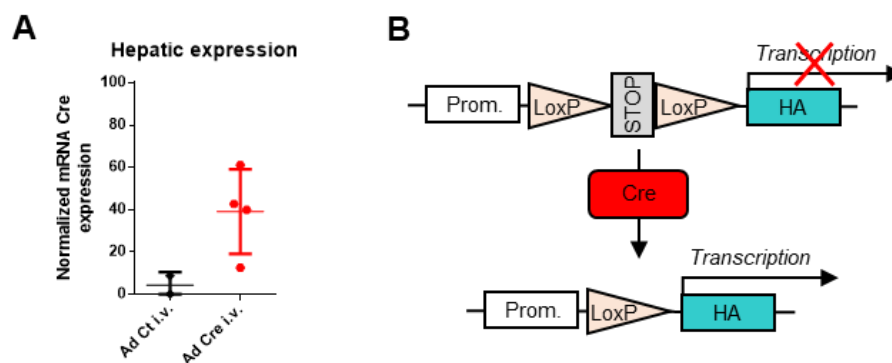 A
Hepatic expression
Normalized mRNA Cre
expression
100
80
60
40
20
0
Ad Ct i.v.
Ad Cre i.v.
B
Transcription
Prom.
LoxP
STOP
LoxP
HA
Cre
Transcription
Prom.
LoxP
HA